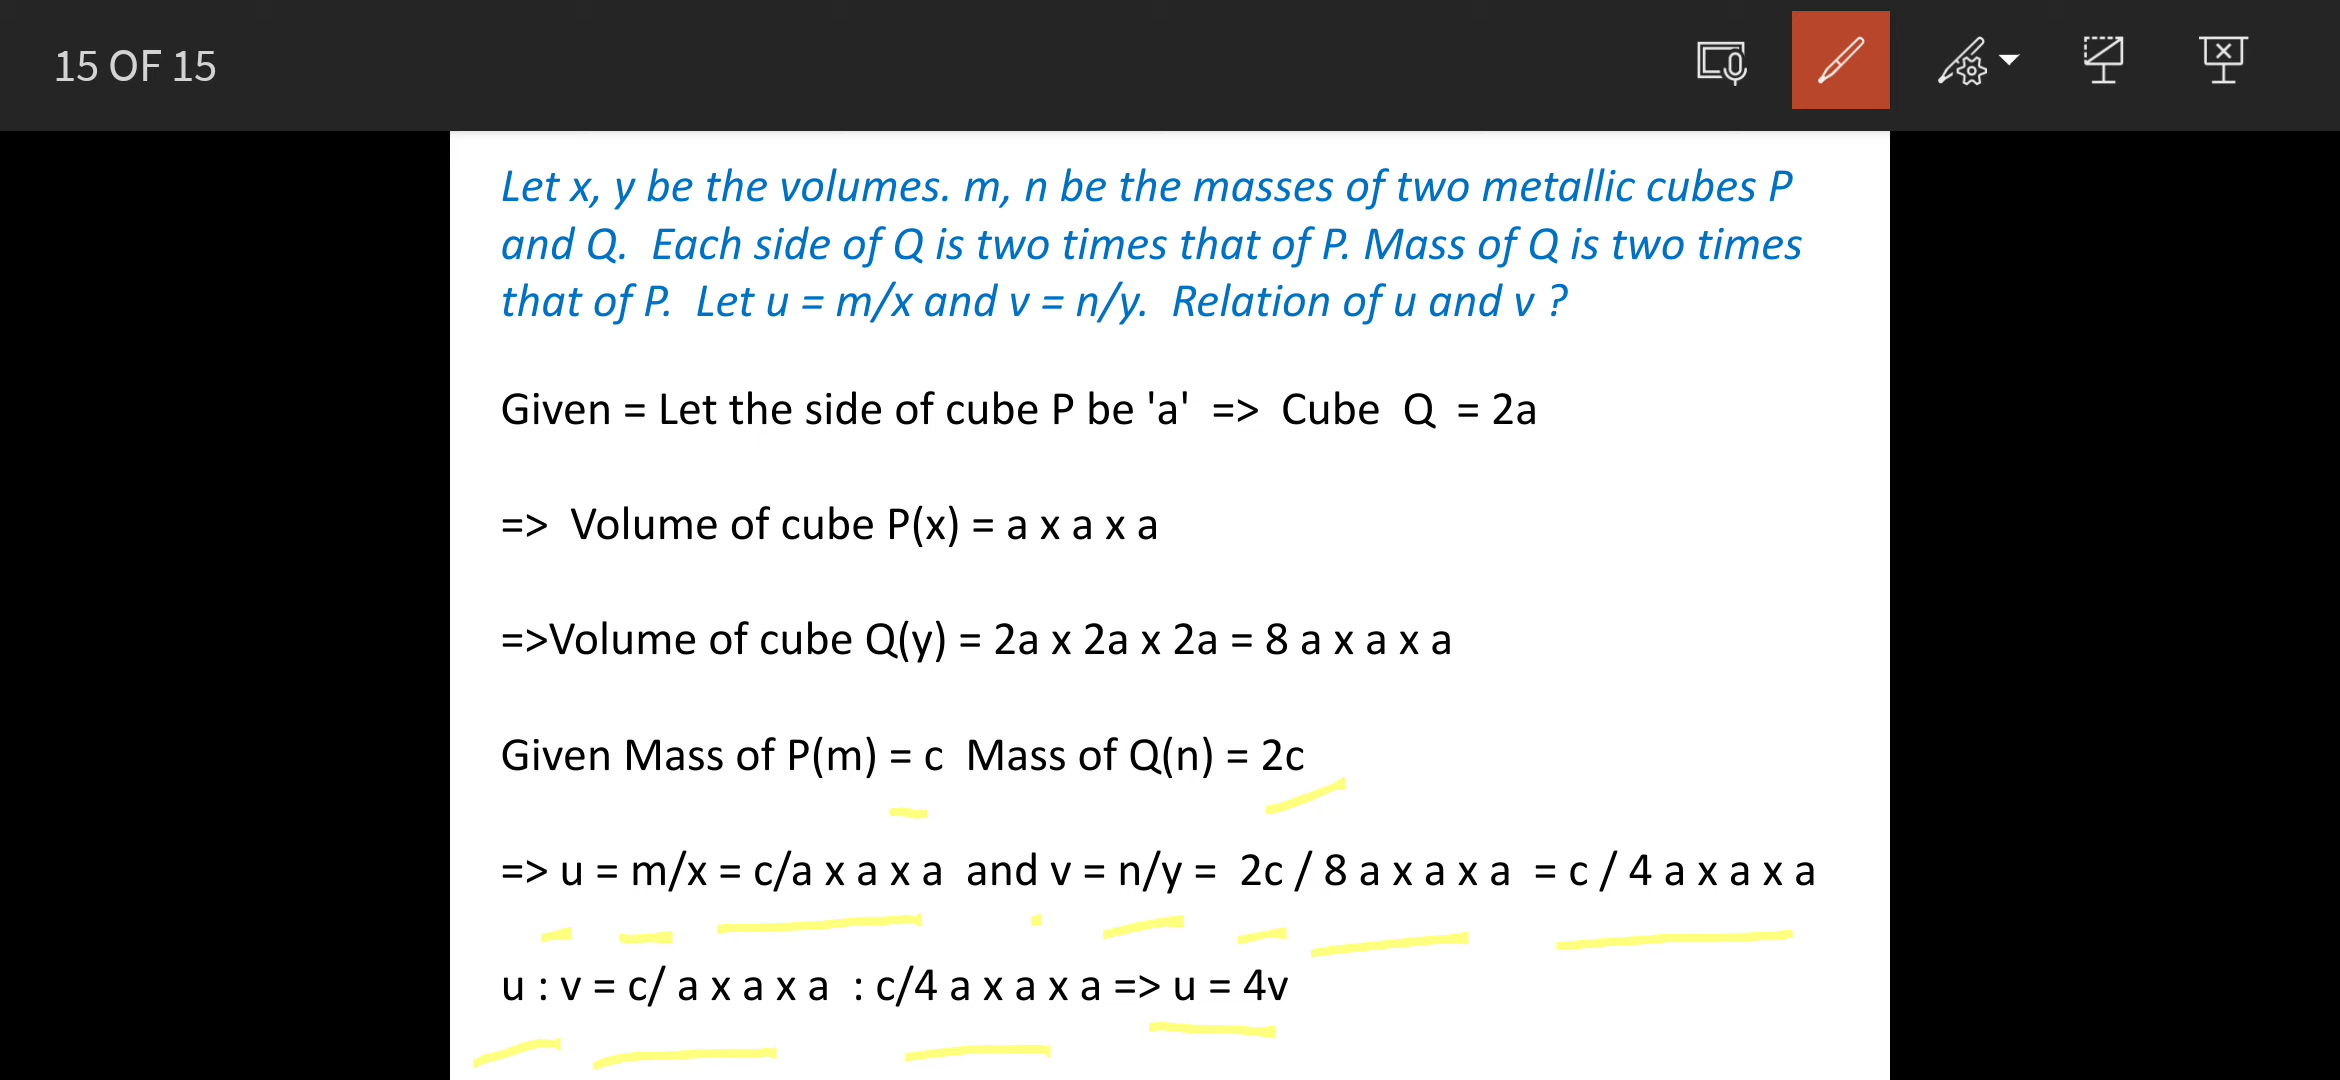 15 OF 15
Let x, y be the volumes. m, n be the masses of two metallic cubes P
and Q.  Each side of Q is two times that of P. Mass of Q is two times
that of P.  Let u = m/x and v = n/y.  Relation of u and v ?
Given = Let the side of cube P be 'a'  =>  Cube  Q  = 2a
=>  Volume of cube P(x) = a x a x a
=>Volume of cube Q(y) = 2a x 2a x 2a = 8 a x a x a
Given Mass of P(m) = c  Mass of Q(n) = 2c
=> u = m/x = c/a x a x a  and v = n/y =  2c / 8 a x a x a  = c / 4 a x a x a
u : v = c/ a x a x a  : c/4 a x a x a => u = 4v